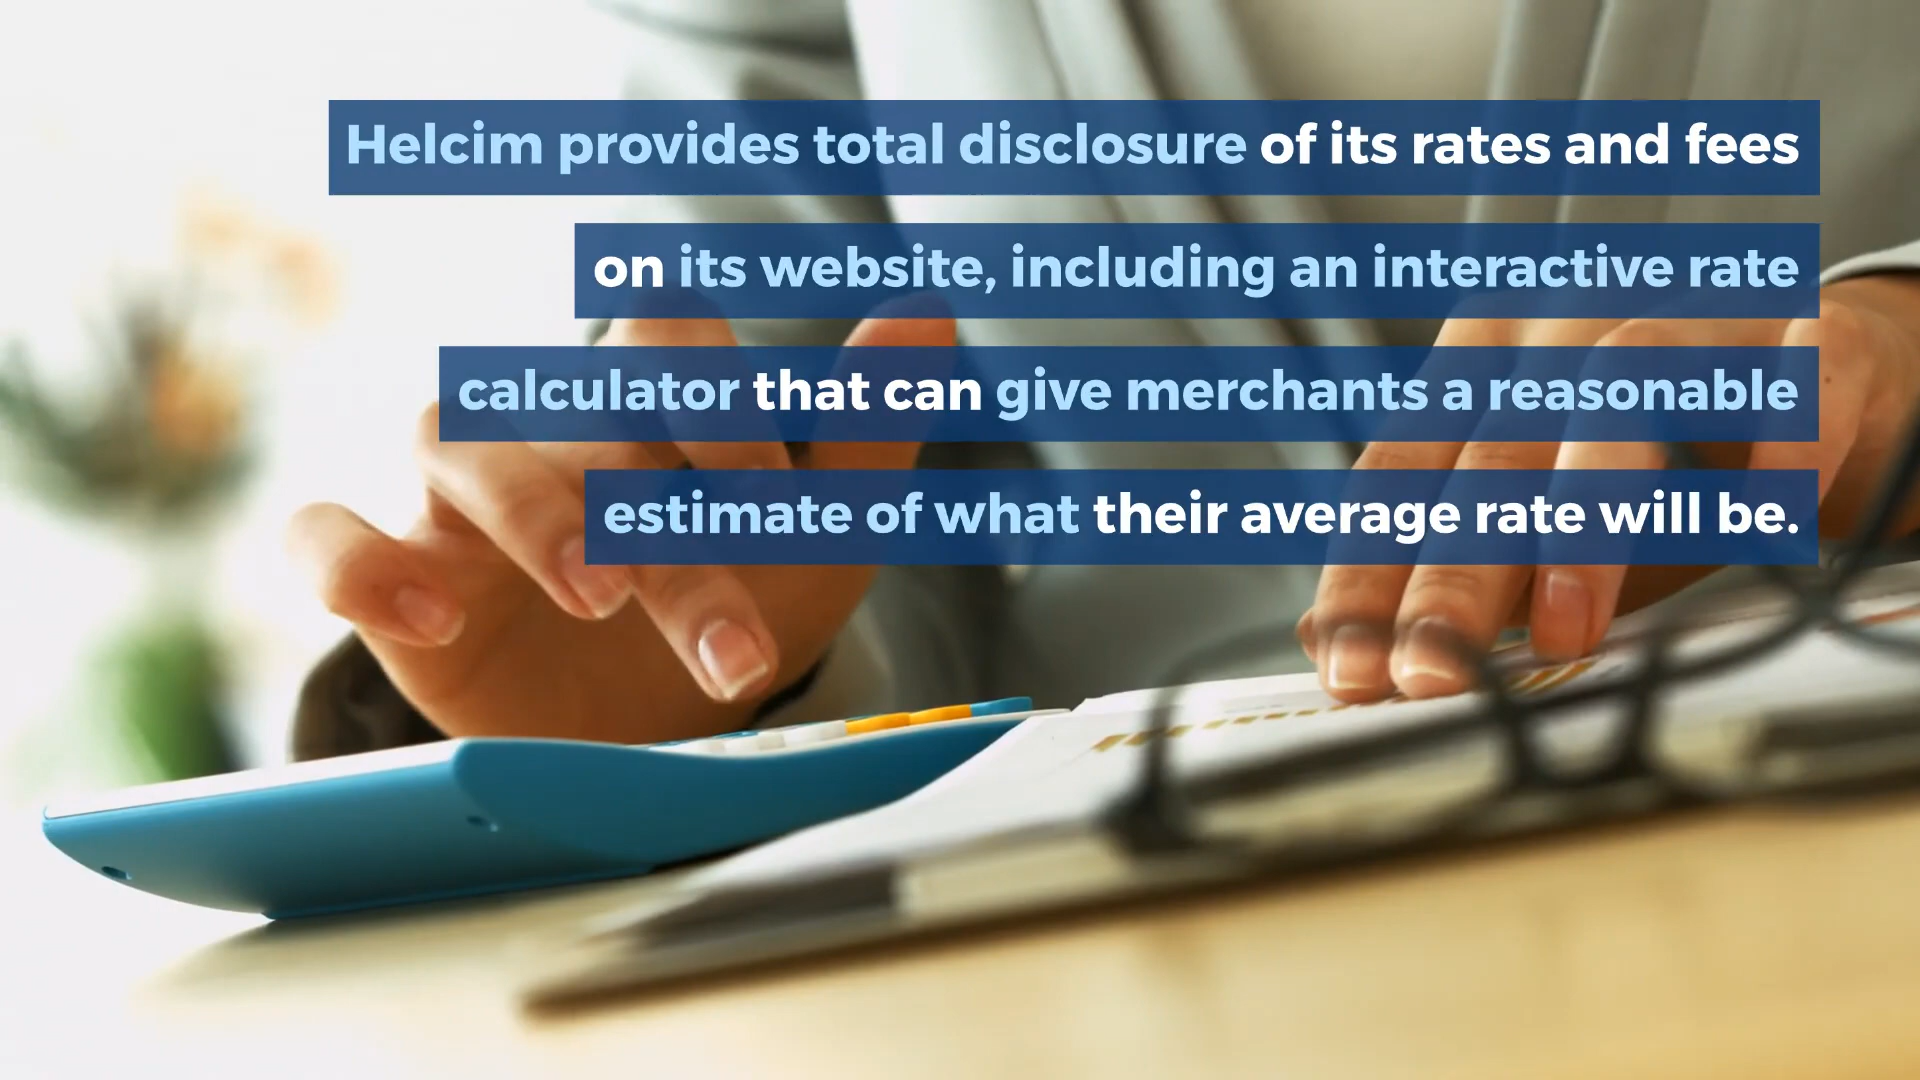 Helcim provides total disclosure of its rates and fees
on its website, including an interactive rate
calculator that can give merchants a reasonable
estimate of what their average rate will be.